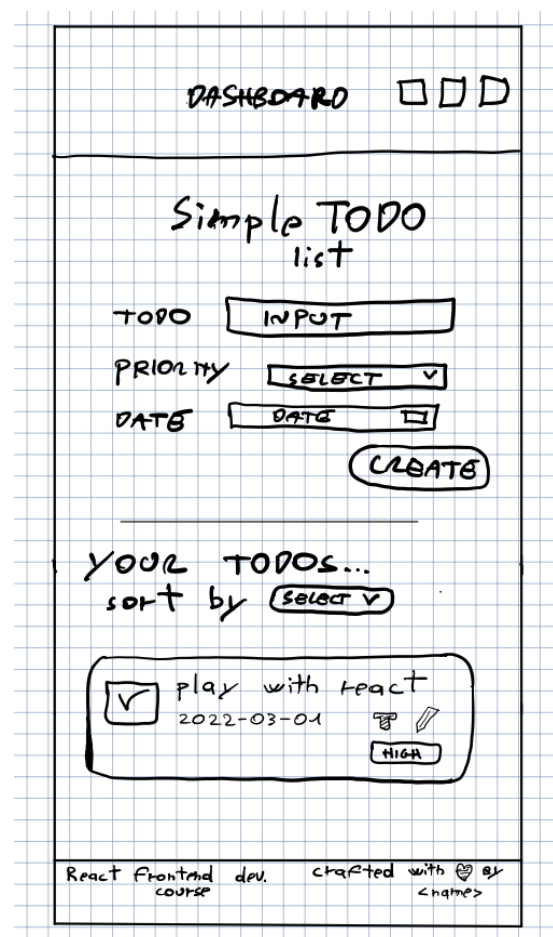 DASHBOARD
Simple TODO
list
TODO INPUT
PRIORITY SELECT
DATE DATE
CREATE
YOUR TODOS...
sort by SELECT
play with react
2022-03-01
HIGH
React Frontend dev. crafted with ♡ BY
course <name>